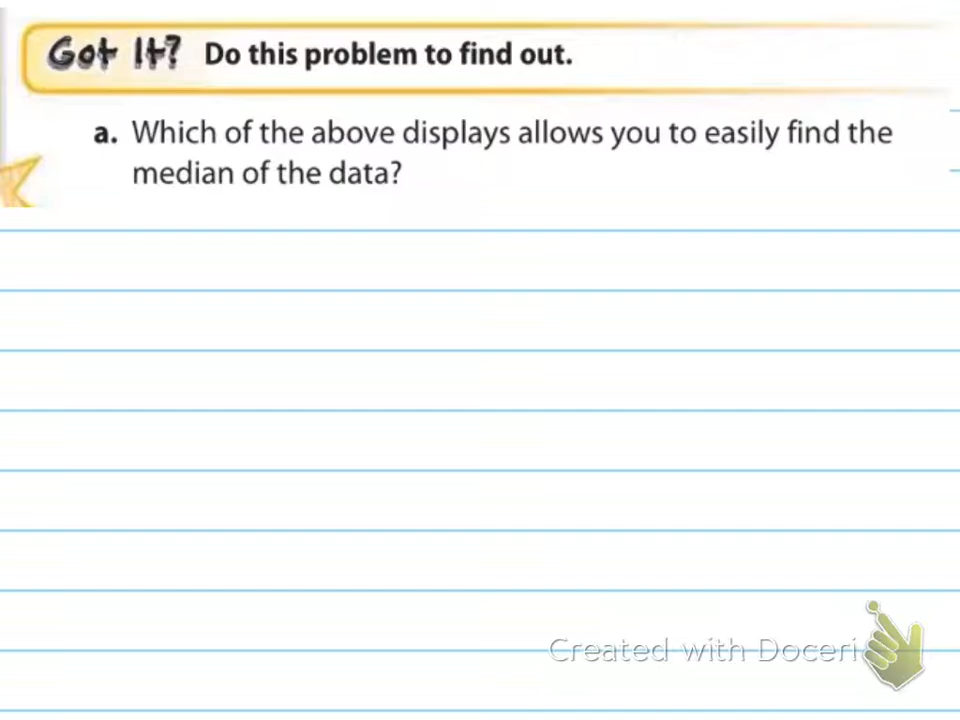 Got It? Do this problem to find out.
a. Which of the above displays allows you to easily find the
median of the data?
Created with Doceri